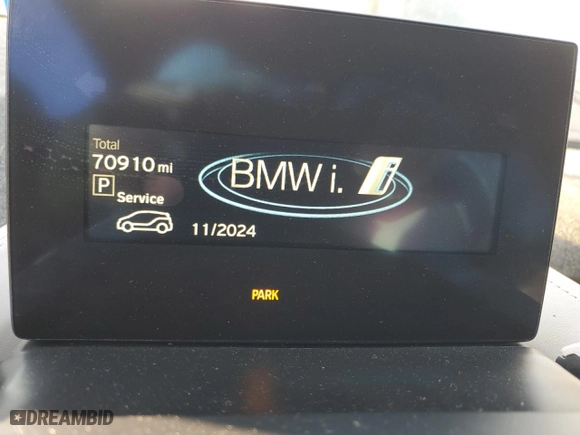 Total
70910 mi
P
Service
BMW i.
i
11/2024
PARK
DREAMBID